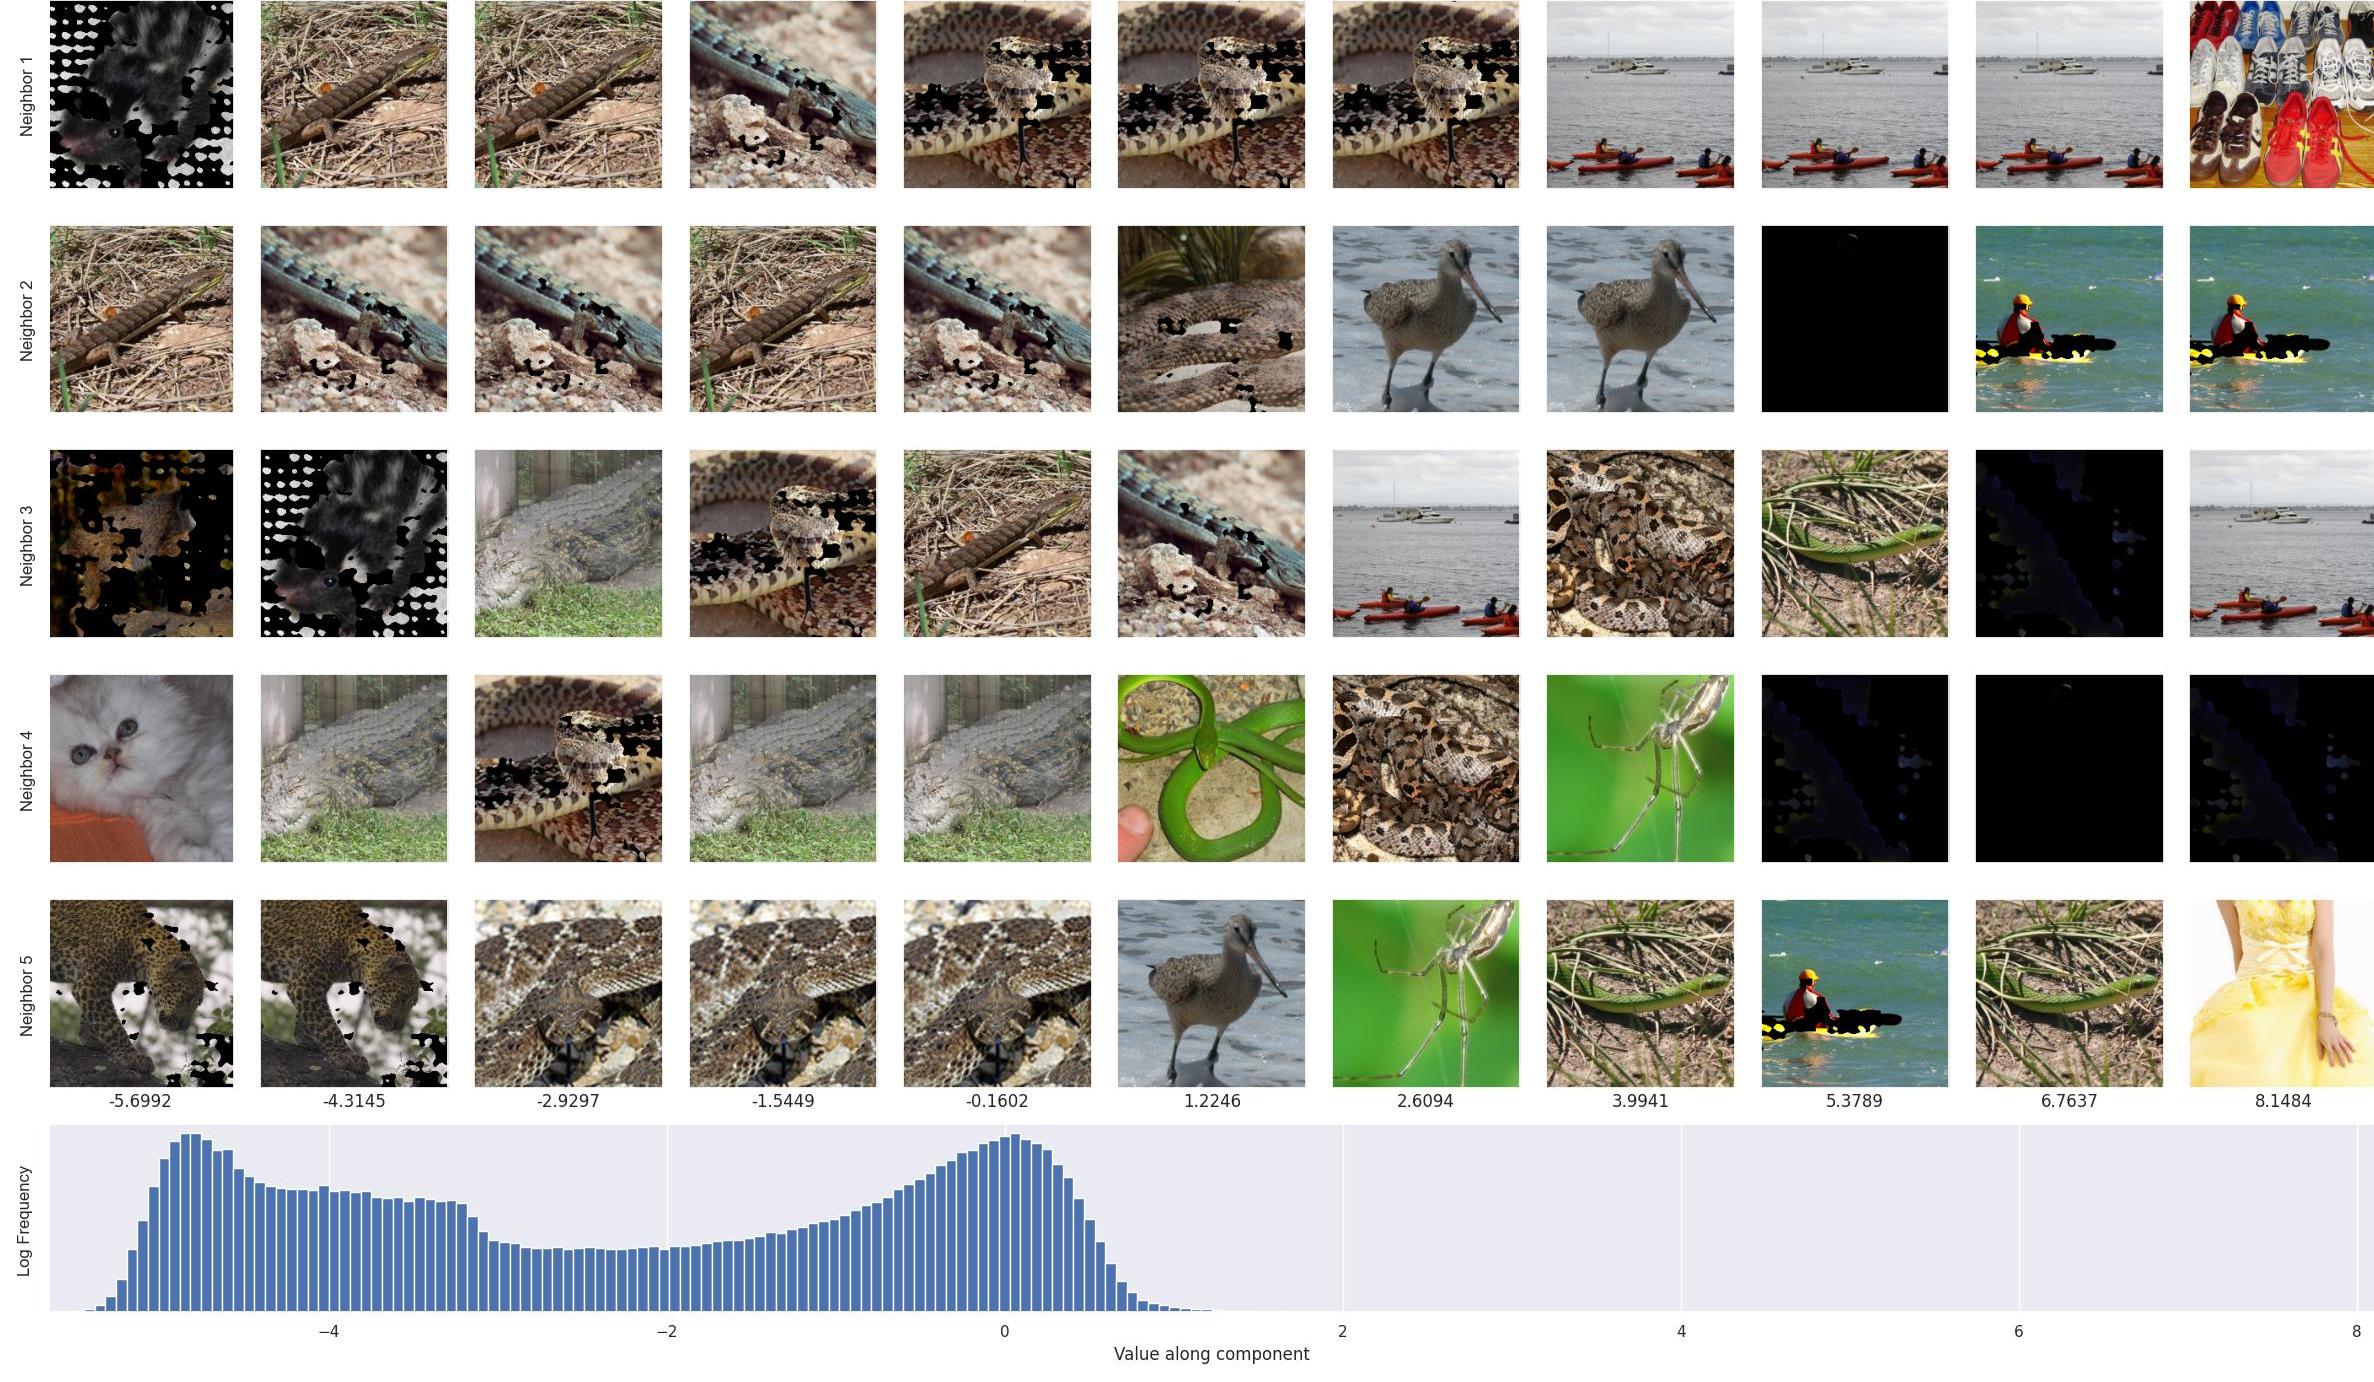 Neighbor 1
Neighbor 2
Neighbor 3
Neighbor 4
Neighbor 5
-5.6992 -4.3145 -2.9297 -1.5449 -0.1602 1.2246 2.6094 3.9941 5.3789 6.7637 8.1484
Log Frequency
−4 −2 0 2 4 6 8
Value along component